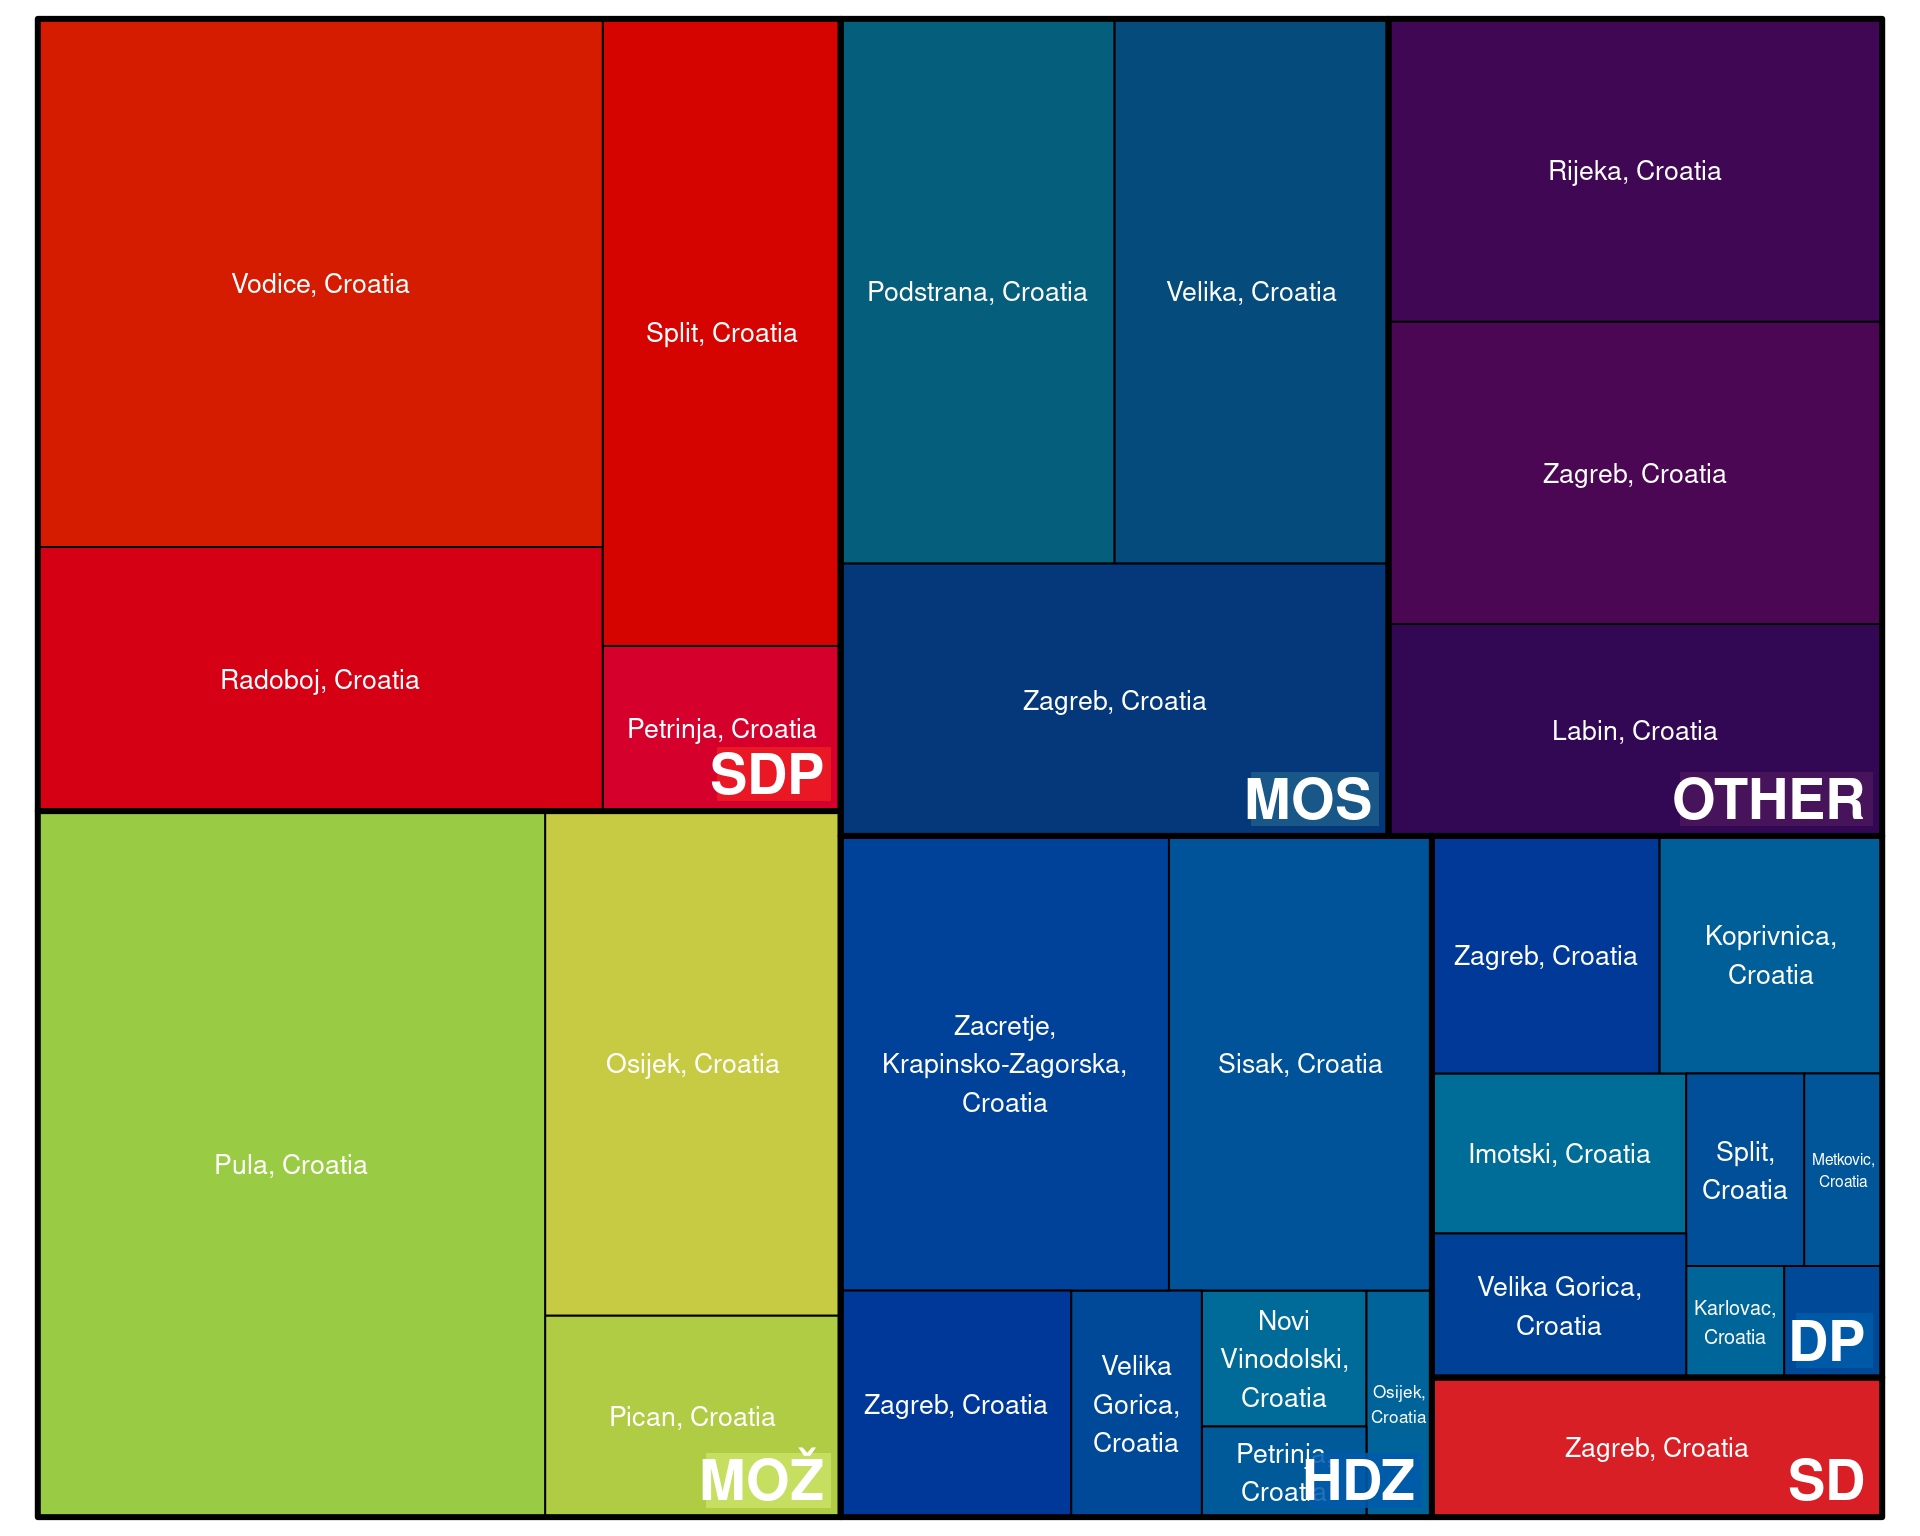 Vodice, Croatia
Split, Croatia
Radoboj, Croatia
Petrinja, Croatia
SDP
Podstrana, Croatia
Velika, Croatia
Zagreb, Croatia
MOS
Rijeka, Croatia
Zagreb, Croatia
Labin, Croatia
OTHER
Pula, Croatia
Osijek, Croatia
Pican, Croatia
MOŽ
Zacretje,
Krapinsko-Zagorska,
Croatia
Sisak, Croatia
Zagreb, Croatia
Velika
Gorica,
Croatia
Novi
Vinodolski,
Croatia
Petrinja,
Croatia
Osijek,
Croatia
HDZ
Zagreb, Croatia
Koprivnica,
Croatia
Imotski, Croatia
Split,
Croatia
Metkovic,
Croatia
Velika Gorica,
Croatia
Karlovac,
Croatia
DP
Zagreb, Croatia
SD